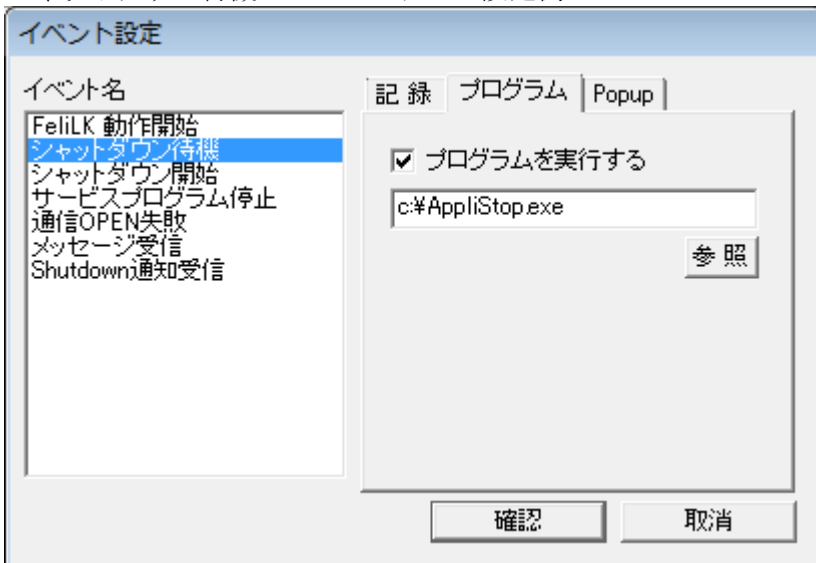 イベント設定
イベント名
FeliLK 動作開始
シャットダウン待機
シャットダウン開始
サービスプログラム停止
通信OPEN失敗
メッセージ受信
Shutdown通知受信
記 録 プログラム Popup
プログラムを実行する
c:¥AppliStop.exe
参 照
確認 取消